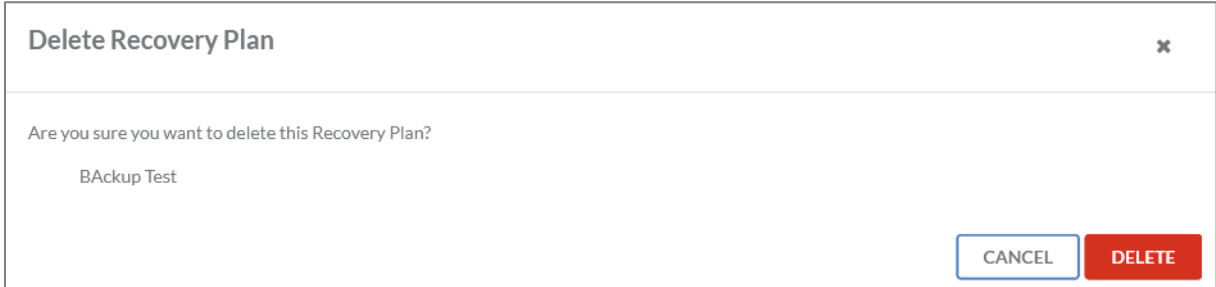 Delete Recovery Plan
Are you sure you want to delete this Recovery Plan?
BAckup Test
CANCEL DELETE